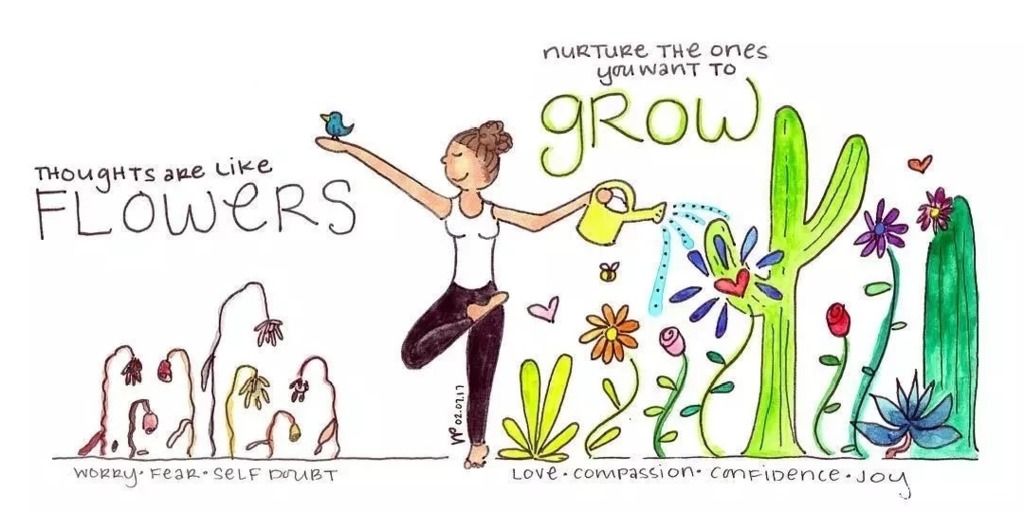 THOUGHTS ARE LIKE
FLOWERS
NURTURE THE ONES
YOU WANT TO
GROW
WORRY · FEAR · SELF DOUBT
LOVE · COMPASSION · CONFIDENCE · JOY
VP 02.07.17